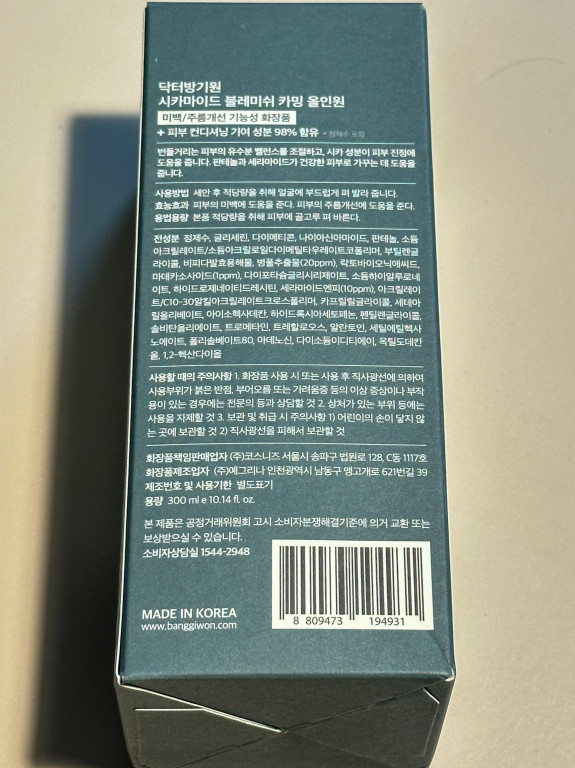 닥터방기원
시카마이드 블레미쉬 카밍 올인원
미백/주름개선 기능성 화장품
+ 피부 컨디셔닝 기여 성분 98% 함유 * 정제수 포함
번들거리는 피부의 유수분 밸런스를 조절하고, 시카 성분이 피부 진정에
도움을 줍니다. 판테놀과 세라마이드가 건강한 피부로 가꾸는 데 도움을
줍니다.
사용방법 세안 후 적당량을 취해 얼굴에 부드럽게 펴 발라 줍니다.
효능효과 피부의 미백에 도움을 준다. 피부의 주름개선에 도움을 준다.
용법용량 본품 적당량을 취해 피부에 골고루 펴 바른다.
전성분 정제수, 글리세린, 다이메티콘, 나이아신아마이드, 판테놀, 소듐
아크릴레이트/소듐아크릴로일다이메틸타우레이트코폴리머, 부틸렌글
라이콜, 비피다발효용해물, 병풀추출물(20ppm), 락토바이오닉애씨드,
마데카소사이드(1ppm), 다이포타슘글리시리제이트, 소듐하이알루로네
이트, 하이드로제네이티드레시틴, 세라마이드엔피(10ppm), 아크릴레이
트/C10-30알킬아크릴레이트크로스폴리머, 카프릴릴글라이콜, 세테아
릴올리베이트, 아이소헥사데칸, 하이드록시아세토페논, 펜틸렌글라이콜,
솔비탄올리에이트, 트로메타민, 트레할로오스, 알란토인, 세틸에틸헥사
노에이트, 폴리솔베이트80, 아데노신, 다이소듐이디티에이, 옥틸도데칸
올, 1,2-헥산다이올
사용할 때의 주의사항 1. 화장품 사용 시 또는 사용 후 직사광선에 의하여
사용부위가 붉은 반점, 부어오름 또는 가려움증 등의 이상 증상이나 부작
용이 있는 경우에는 전문의 등과 상담할 것 2. 상처가 있는 부위 등에는
사용을 자제할 것 3. 보관 및 취급 시 주의사항 1) 어린이의 손이 닿지 않
는 곳에 보관할 것 2) 직사광선을 피해서 보관할 것
화장품책임판매업자 (주)코스니즈 서울시 송파구 법원로 128, C동 1117호
화장품제조업자 (주)예그리나 인천광역시 남동구 앵고개로 621번길 39
제조번호 및 사용기한 별도표기
용량 300 ml e 10.14 fl. oz.
본 제품은 공정거래위원회 고시 소비자분쟁해결기준에 의거 교환 또는
보상받으실 수 있습니다.
소비자상담실 1544-2948
MADE IN KOREA
www.banggiwon.com
8 809473 194931